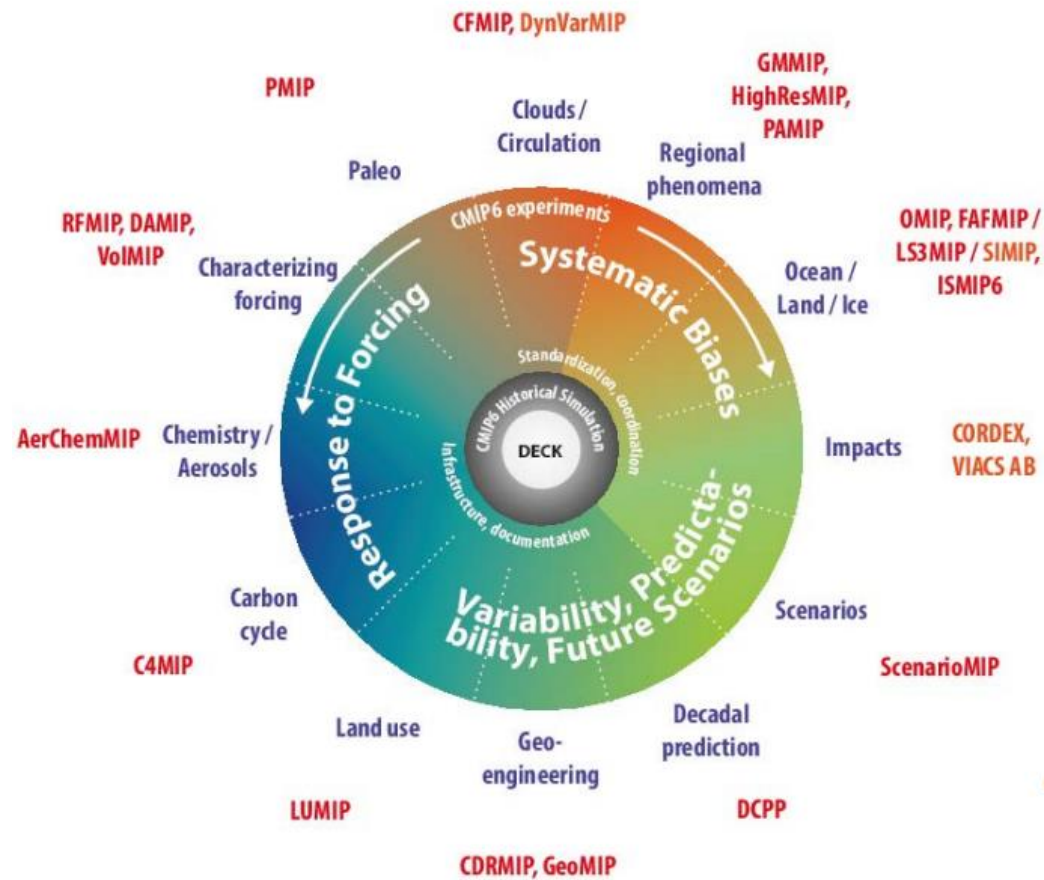 CFMIP, DynVarMIP
GMMIP,
HighResMIP,
PAMIP
PMIP
Clouds /
Circulation
Regional
phenomena
Paleo
RFMIP, DAMIP,
VolMIP
Characterizing
forcing
OMIP, FAFMIP /
LS3MIP / SIMIP,
ISMIP6
Ocean /
Land / Ice
CMIP6 experiments
Systematic Biases
Response to Forcing
Variability, Predicta-
bility, Future Scenarios
Standardization, coordination
Infrastructure, documentation
CMIP6 Historical Simulation
DECK
AerChemMIP
Chemistry /
Aerosols
Impacts
CORDEX,
VIACS AB
Carbon
cycle
Scenarios
C4MIP
ScenarioMIP
Land use
Geo-
engineering
Decadal
prediction
LUMIP
DCPP
CDRMIP, GeoMIP